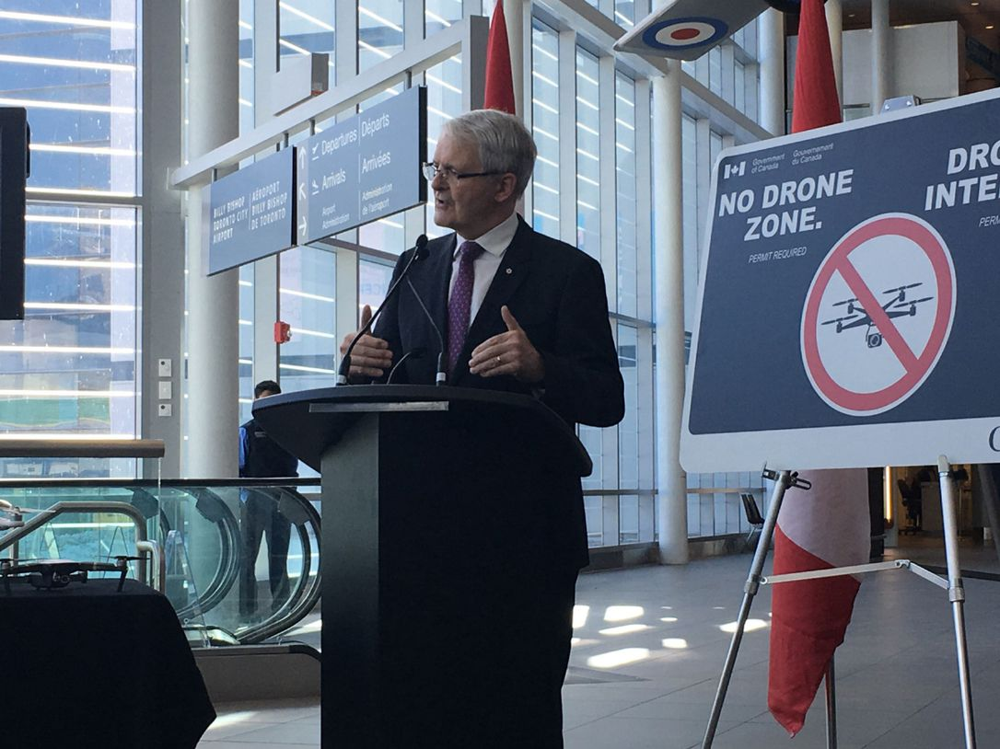 BILLY BISHOP
TORONTO CITY
AIRPORT
AÉROPORT
BILLY BISHOP
DE TORONTO
Departures
Départs
Arrivals
Arrivées
Airport
Administration
Administration
de l'aéroport
Government
of Canada
Gouvernement
du Canada
NO DRONE
ZONE.
PERMIT REQUIRED
DRO
INTE
PERM
C